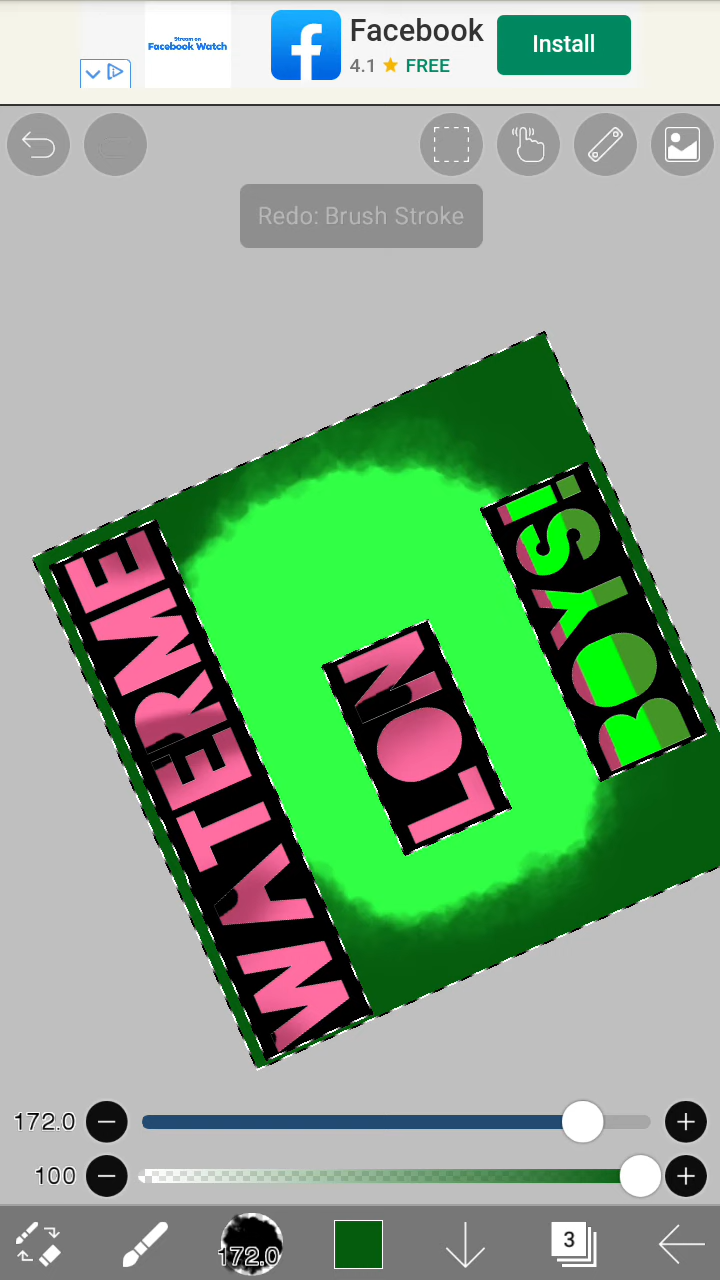 Stream on
Facebook Watch
Facebook
4.1 ★ FREE
Install
Redo: Brush Stroke
WATERME
LON
BOYS!
172.0
100
172.0
3